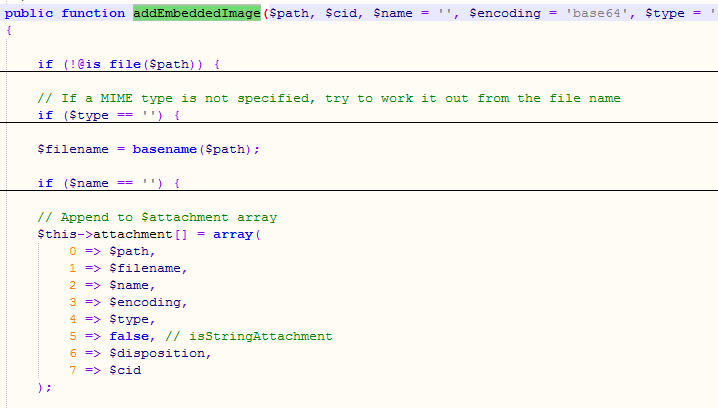 public function addEmbeddedImage($path, $cid, $name = '', $encoding = 'base64', $type = '
{
if (!@is_file($path)) {
// If a MIME type is not specified, try to work it out from the file name
if ($type == '') {
$filename = basename($path);
if ($name == '') {
// Append to $attachment array
$this->attachment[] = array(
0 => $path,
1 => $filename,
2 => $name,
3 => $encoding,
4 => $type,
5 => false, // isStringAttachment
6 => $disposition,
7 => $cid
);